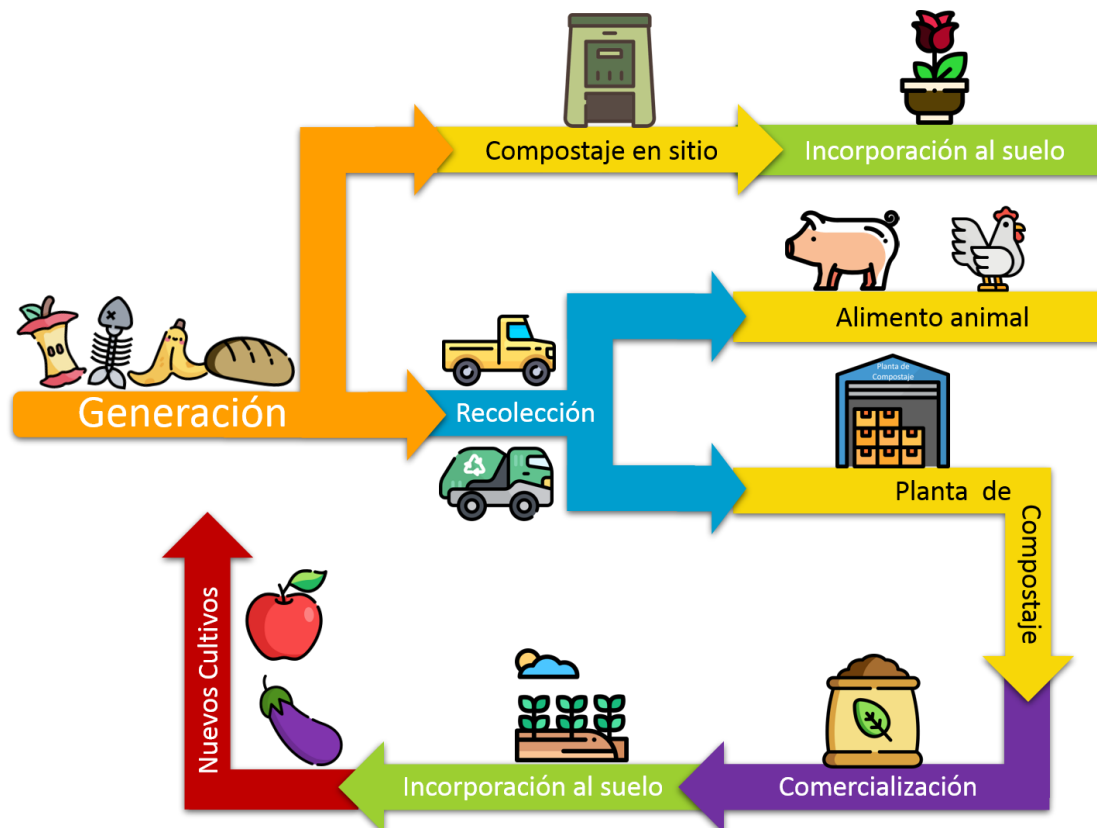 Compostaje en sitio
Incorporación al suelo
Alimento animal
Generación
Recolección
Planta de
Compostaje
Planta de
Compostaje
Nuevos Cultivos
Incorporación al suelo
Comercialización